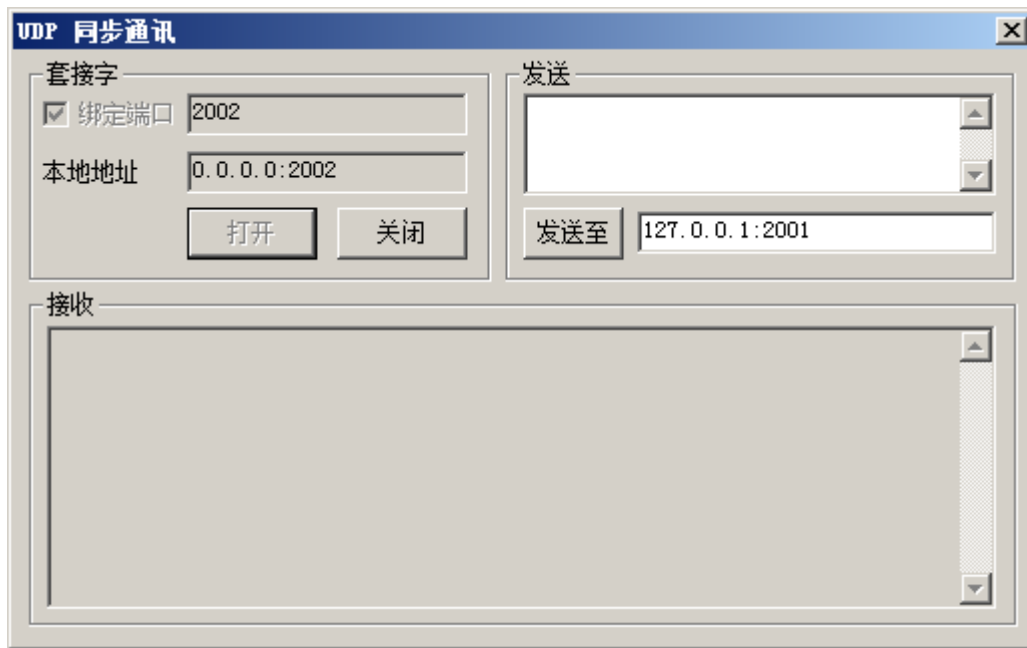 UDP 同步通讯
套接字
绑定端口 2002
本地地址 0.0.0.0:2002
打开 关闭
发送
发送至 127.0.0.1:2001
接收